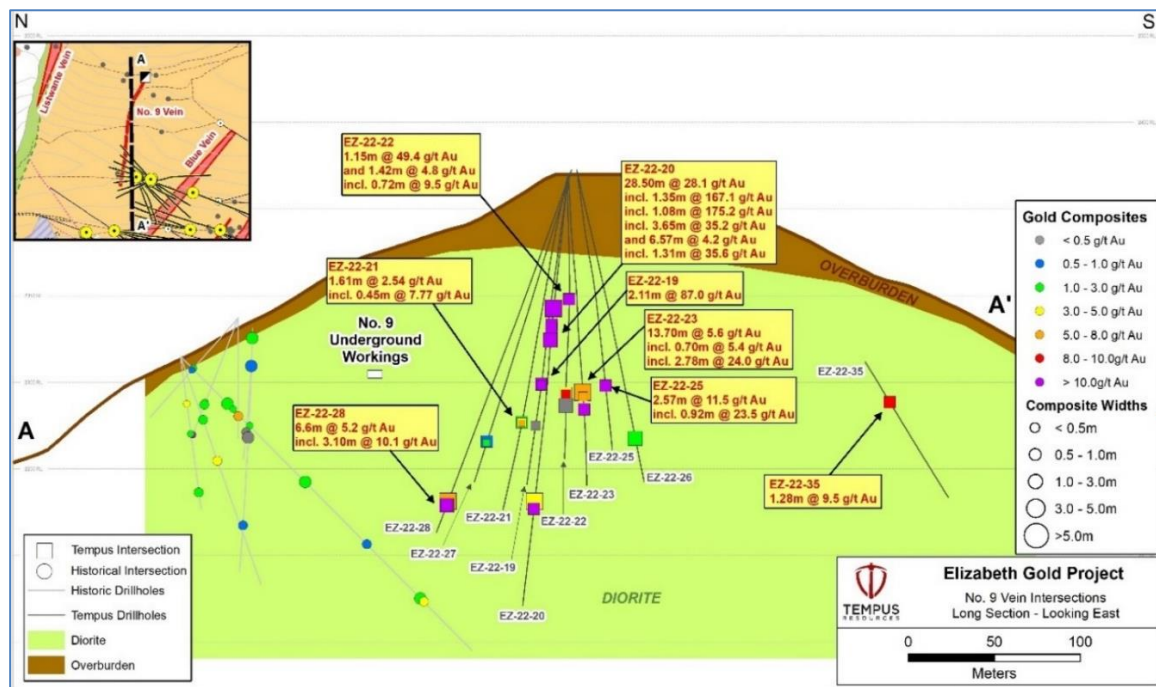 N
S
A
Listwanite Vein
No. 9 Vein
Blue Vein
A'
EZ-22-22
1.15m @ 49.4 g/t Au
and 1.42m @ 4.8 g/t Au
incl. 0.72m @ 9.5 g/t Au
EZ-22-20
28.50m @ 28.1 g/t Au
incl. 1.35m @ 167.1 g/t Au
incl. 1.08m @ 175.2 g/t Au
incl. 3.65m @ 35.2 g/t Au
and 6.57m @ 4.2 g/t Au
incl. 1.31m @ 35.6 g/t Au
EZ-22-21
1.61m @ 2.54 g/t Au
incl. 0.45m @ 7.77 g/t Au
EZ-22-19
2.11m @ 87.0 g/t Au
EZ-22-23
13.70m @ 5.6 g/t Au
incl. 0.70m @ 5.4 g/t Au
incl. 2.78m @ 24.0 g/t Au
EZ-22-25
2.57m @ 11.5 g/t Au
incl. 0.92m @ 23.5 g/t Au
EZ-22-28
6.6m @ 5.2 g/t Au
incl. 3.10m @ 10.1 g/t Au
EZ-22-35
1.28m @ 9.5 g/t Au
No. 9
Underground
Workings
OVERBURDEN
A'
A
EZ-22-35
EZ-22-25
EZ-22-26
EZ-22-23
EZ-22-22
EZ-22-21
EZ-22-28
EZ-22-27
EZ-22-19
EZ-22-20
DIORITE
Gold Composites
< 0.5 g/t Au
0.5 - 1.0 g/t Au
1.0 - 3.0 g/t Au
3.0 - 5.0 g/t Au
5.0 - 8.0 g/t Au
8.0 - 10.0g/t Au
> 10.0g/t Au
Composite Widths
< 0.5m
0.5 - 1.0m
1.0 - 3.0m
3.0 - 5.0m
>5.0m
Tempus Intersection
Historical Intersection
Historic Drillholes
Tempus Drillholes
Diorite
Overburden
TEMPUS
RESOURCES
Elizabeth Gold Project
No. 9 Vein Intersections
Long Section - Looking East
0 50 100
Meters